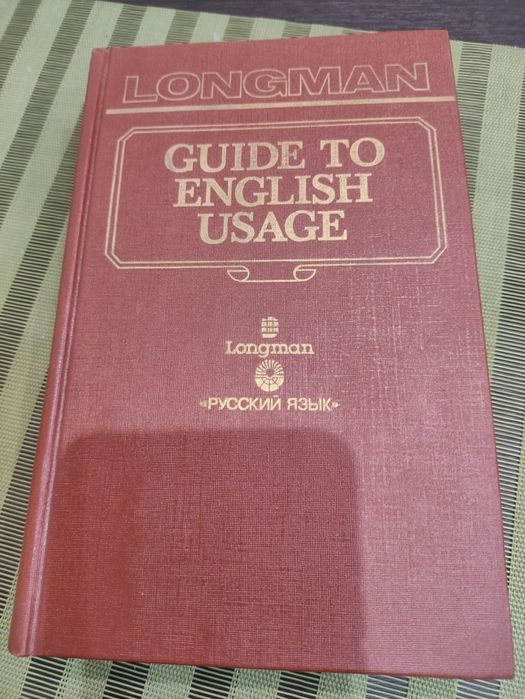 LONGMAN
GUIDE TO
ENGLISH
USAGE
Longman
«РУССКИЙ ЯЗЫК»